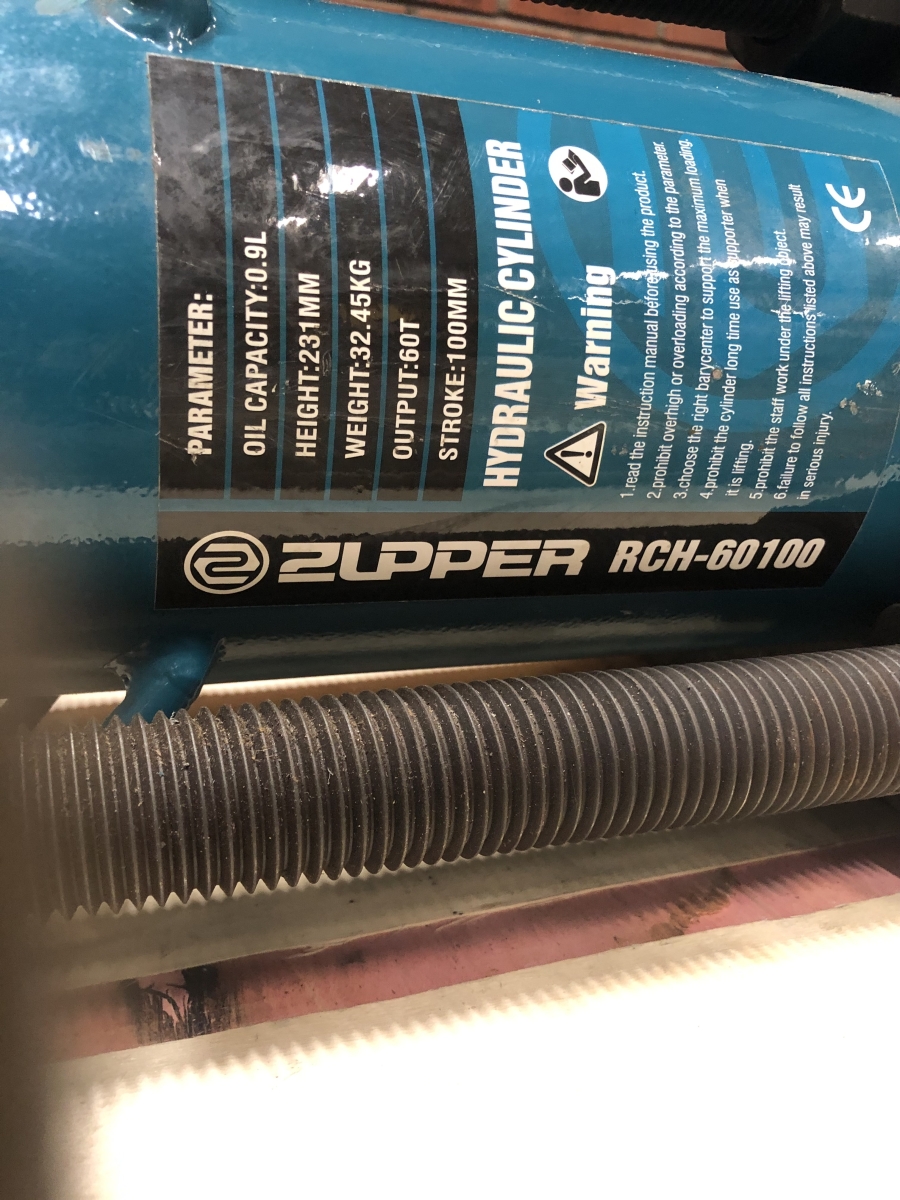 PARAMETER:
OIL CAPACITY:0.9L
HEIGHT:231MM
WEIGHT:32.45KG
OUTPUT:60T
STROKE:100MM
HYDRAULIC CYLINDER
Warning
1.read the instruction manual before using the product.
2.prohibit overhigh or overloading according to the parameter.
3.choose the right barycenter to support the maximum loading.
4.prohibit the cylinder long time use as supporter when
it is lifting.
5.prohibit the staff work under the lifting object.
6.failure to follow all instructions listed above may result
in serious injury.
CE
ZUPPER RCH-60100